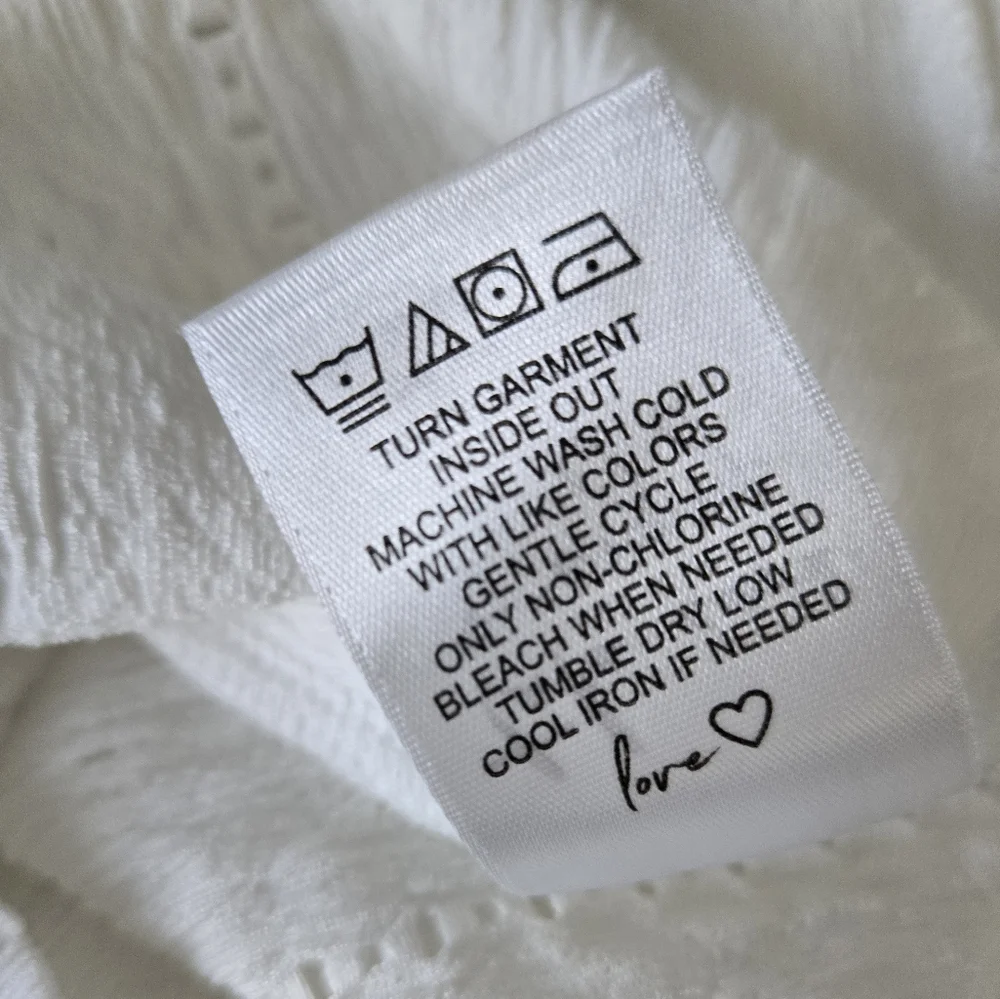 TURN GARMENT
INSIDE OUT
MACHINE WASH COLD
WITH LIKE COLORS
GENTLE CYCLE
ONLY NON-CHLORINE
BLEACH WHEN NEEDED
TUMBLE DRY LOW
COOL IRON IF NEEDED
love